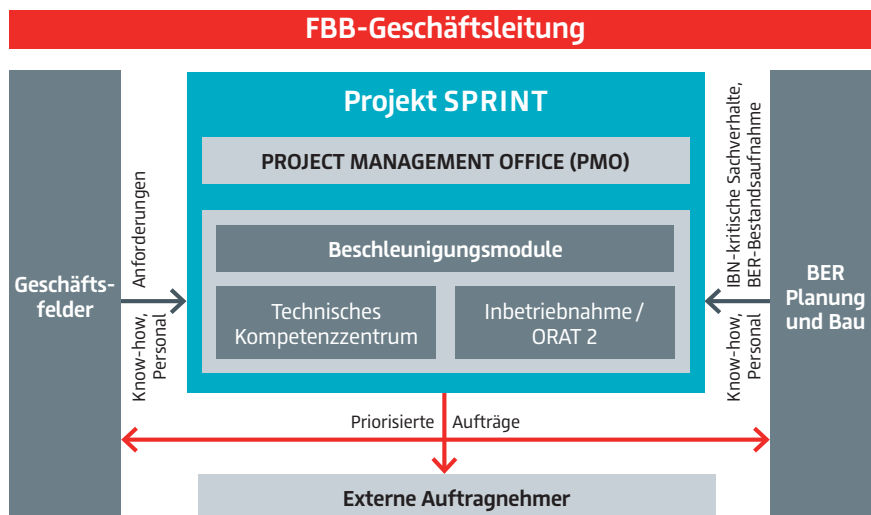 FBB-Geschäftsleitung
Geschäfts-
felder
Anforderungen
Know-how,
Personal
Projekt SPRINT
PROJECT MANAGEMENT OFFICE (PMO)
Beschleunigungsmodule
Technisches
Kompetenzzentrum
Inbetriebnahme /
ORAT 2
IBN-kritische Sachverhalte,
BER-Bestandsaufnahme
Know-how,
Personal
BER
Planung
und Bau
Priorisierte Aufträge
Externe Auftragnehmer